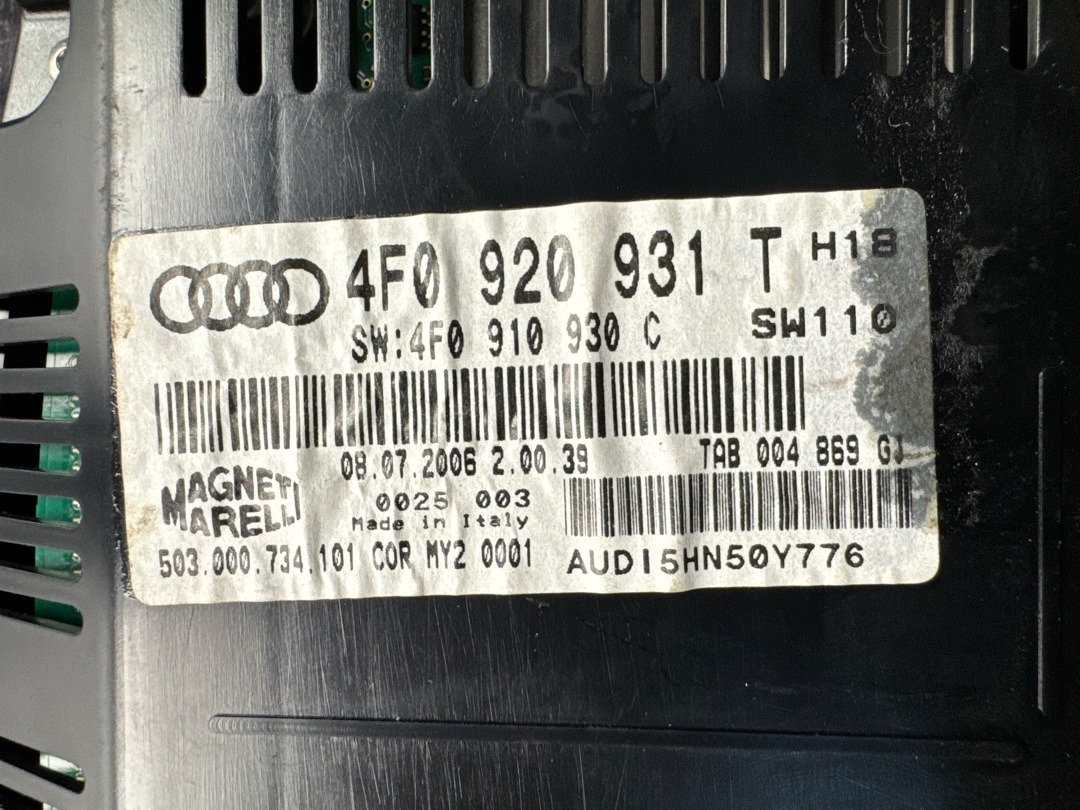 4F0 920 931 T H18
SW:4F0 910 930 C SW110
08.07.2006 2.00.39 TAB 004 869 GJ
MAGNETI MARELLI
0025 003
Made in Italy
503.000.734.101 COR MY2 0001
AUDI5HN50Y776